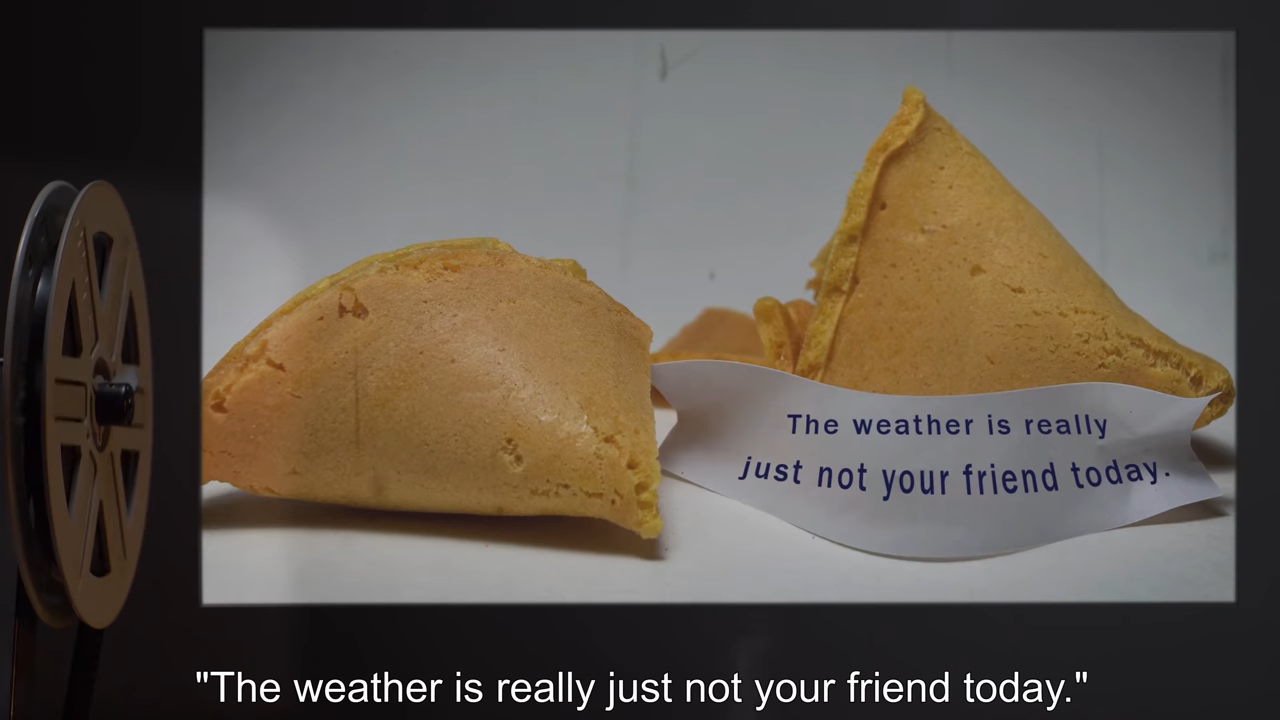 The weather is really
just not your friend today.
"The weather is really just not your friend today."